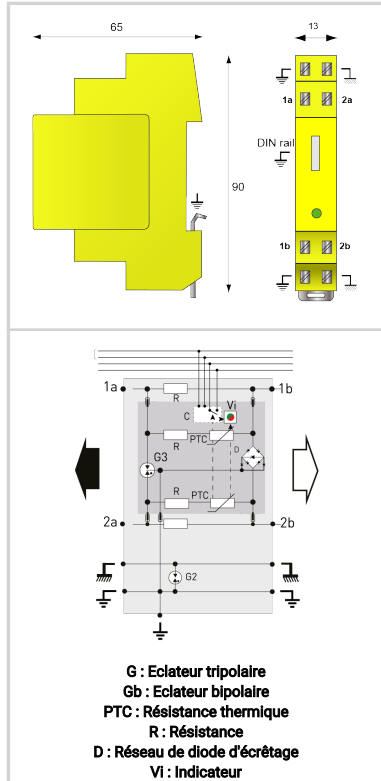 65
13
1a
2a
DIN rail
90
1b
2b
1a
1b
R
Vi
C
R
PTC
D
G3
R
PTC
2a
2b
G2
G : Eclateur tripolaire
Gb : Eclateur bipolaire
PTC : Résistance thermique
R : Résistance
D : Réseau de diode d'écrêtage
Vi : Indicateur